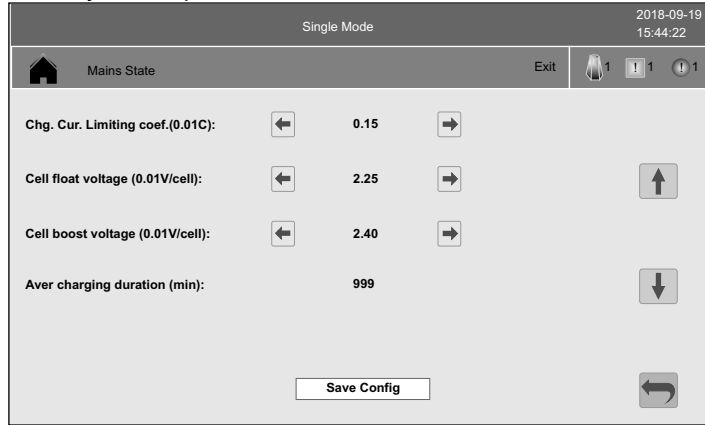 Single Mode
2018-09-19
15:44:22
Mains State
Exit
1
! 1
! 1
Chg. Cur. Limiting coef.(0.01C): 0.15
Cell float voltage (0.01V/cell): 2.25
Cell boost voltage (0.01V/cell): 2.40
Aver charging duration (min): 999
Save Config